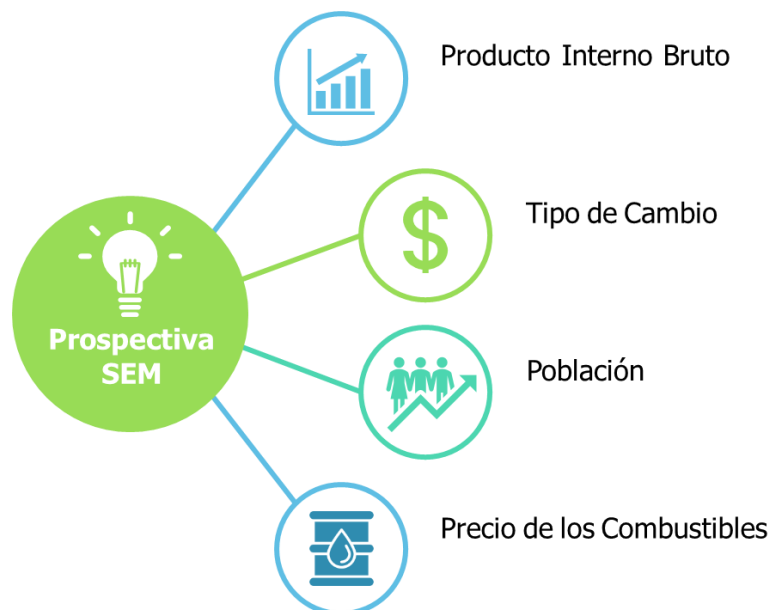 Producto Interno Bruto
Tipo de Cambio
Prospectiva
SEM
Población
Precio de los Combustibles